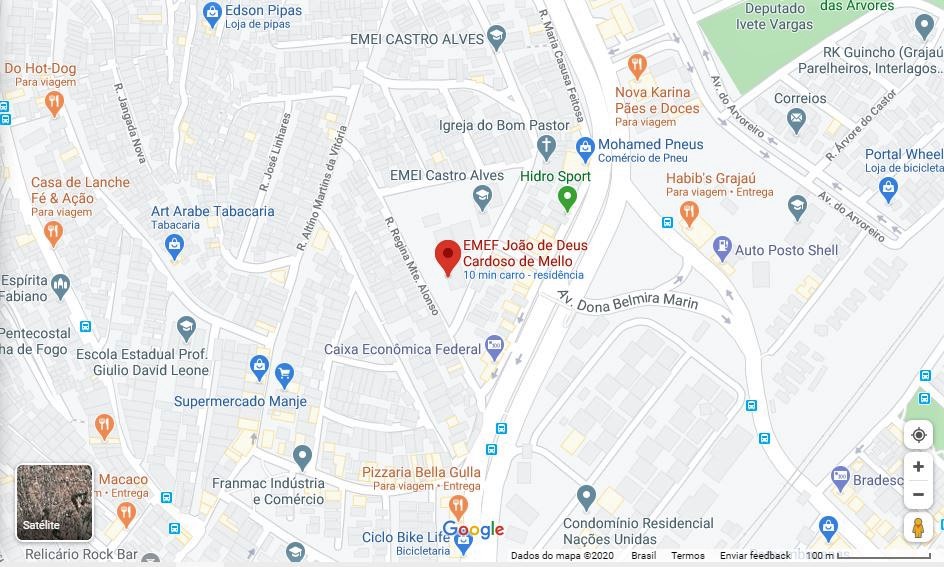 Edson Pipas
Loja de pipas
Deputado
Ivete Vargas
das Árvores
EMEI CASTRO ALVES
R. Maria Casusa Feitosa
RK Guincho (Grajaú
Parelheiros, Interlagos...
Do Hot-Dog
Para viagem
Nova Karina
Pães e Doces
Para viagem
Av. do Arvoreiro
Correios
R. Jangada Nova
R. José Linhares
R. Altino Martins da Vitória
Igreja do Bom Pastor
R. Árvore do Castor
Mohamed Pneus
Comércio de Pneu
Portal Wheel
Loja de bicicleta
EMEI Castro Alves
Hidro Sport
Habib's Grajaú
Para viagem • Entrega
Casa de Lanche
Fé & Ação
Para viagem
Art Arabe Tabacaria
Tabacaria
Av. do Arvoreiro
R. Regina Mte. Alonso
EMEF João de Deus
Cardoso de Mello
10 min carro - residência
Auto Posto Shell
Espírita
Fabiano
Av. Dona Belmira Marin
Pentecostal
ha de Fogo
Escola Estadual Prof.
Giulio David Leone
Caixa Econômica Federal
Supermercado Manje
Pizzaria Bella Gulla
Para viagem • Entrega
Macaco
m • Entrega
Franmac Indústria
e Comércio
Bradesc
Satélite
Condomínio Residencial
Nações Unidas
Ciclo Bike Life
Bicicletaria
Google
Relicário Rock Bar
Dados do mapa ©2020 Brasil Termos Enviar feedback 100 m